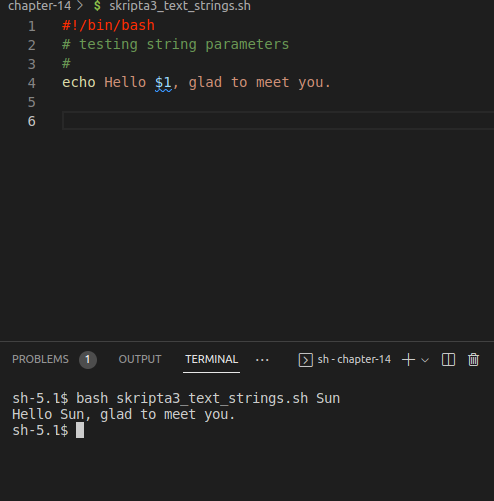 chapter-14 > $ skripta3_text_strings.sh
1 #!/bin/bash
2 # testing string parameters
3 #
4 echo Hello $1, glad to meet you.
5
6
PROBLEMS 1 OUTPUT TERMINAL ··· sh - chapter-14
sh-5.1$ bash skripta3_text_strings.sh Sun
Hello Sun, glad to meet you.
sh-5.1$